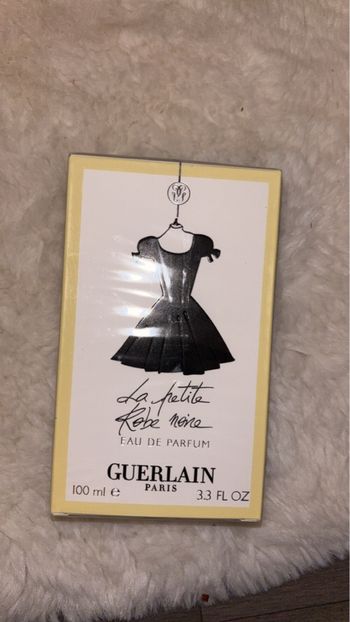 La petite
Robe noire
EAU DE PARFUM
GUERLAIN
PARIS
100 ml e 3.3 FL OZ